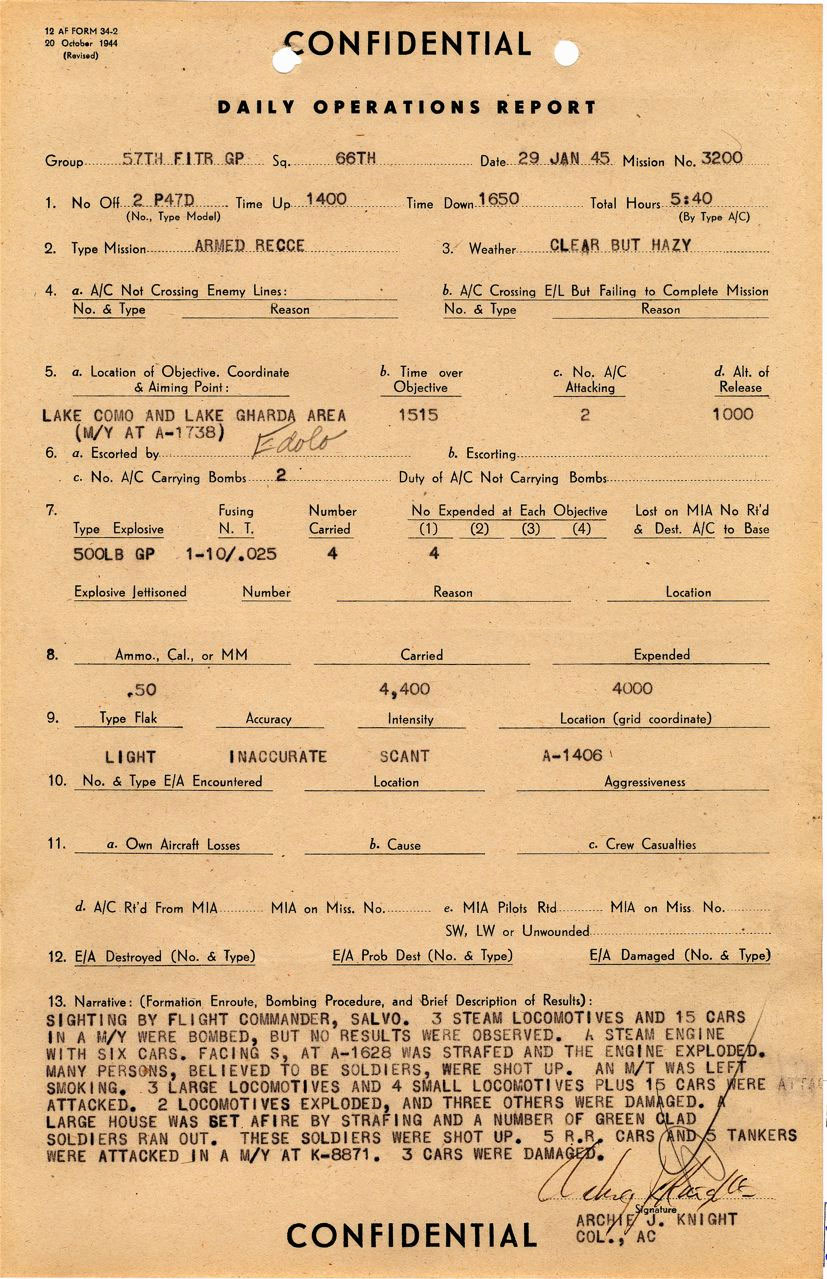 12 AF FORM 34-2
20 October 1944
(Revised)
CONFIDENTIAL
DAILY OPERATIONS REPORT
Group 57TH FITR GP Sq. 66TH Date 29 JAN 45 Mission No. 3200
1. No Off 2 P47D Time Up 1400 Time Down 1650 Total Hours 5:40
(No., Type Model) (By Type A/C)
2. Type Mission ARMED RECCE 3. Weather CLEAR BUT HAZY
4. a. A/C Not Crossing Enemy Lines: b. A/C Crossing E/L But Failing to Complete Mission
No. & Type Reason No. & Type Reason
5. a. Location of Objective. Coordinate b. Time over c. No. A/C d. Alt. of
& Aiming Point: Objective Attacking Release
LAKE COMO AND LAKE GHARDA AREA 1515 2 1000
(M/Y AT A-1738) Edolo
6. a. Escorted by b. Escorting
c. No. A/C Carrying Bombs 2 Duty of A/C Not Carrying Bombs
7. Fusing Number No Expended at Each Objective Lost on MIA No Rt'd
Type Explosive N. T. Carried (1) (2) (3) (4) & Dest. A/C to Base
500LB GP 1-10/.025 4 4
Explosive Jettisoned Number Reason Location
8. Ammo., Cal., or MM Carried Expended
.50 4,400 4000
9. Type Flak Accuracy Intensity Location (grid coordinate)
LIGHT INACCURATE SCANT A-1406
10. No. & Type E/A Encountered Location Aggressiveness
11. a. Own Aircraft Losses b. Cause c. Crew Casualties
d. A/C Rt'd From MIA MIA on Miss. No. e. MIA Pilots Rtd MIA on Miss No.
SW, LW or Unwounded
12. E/A Destroyed (No. & Type) E/A Prob Dest (No. & Type) E/A Damaged (No. & Type)
13. Narrative: (Formation Enroute, Bombing Procedure, and Brief Description of Results):
SIGHTING BY FLIGHT COMMANDER, SALVO. 3 STEAM LOCOMOTIVES AND 15 CARS
IN A M/Y WERE BOMBED, BUT NO RESULTS WERE OBSERVED. A STEAM ENGINE
WITH SIX CARS. FACING S, AT A-1628 WAS STRAFED AND THE ENGINE EXPLODED.
MANY PERSONS, BELIEVED TO BE SOLDIERS, WERE SHOT UP. AN M/T WAS LEFT
SMOKING. 3 LARGE LOCOMOTIVES AND 4 SMALL LOCOMOTIVES PLUS 15 CARS WERE
ATTACKED. 2 LOCOMOTIVES EXPLODED, AND THREE OTHERS WERE DAMAGED. A
LARGE HOUSE WAS SET AFIRE BY STRAFING AND A NUMBER OF GREEN CLAD
SOLDIERS RAN OUT. THESE SOLDIERS WERE SHOT UP. 5 R.R. CARS AND 5 TANKERS
WERE ATTACKED IN A M/Y AT K-8871. 3 CARS WERE DAMAGED.
Signature
ARCHIE J. KNIGHT
COL., AC
CONFIDENTIAL